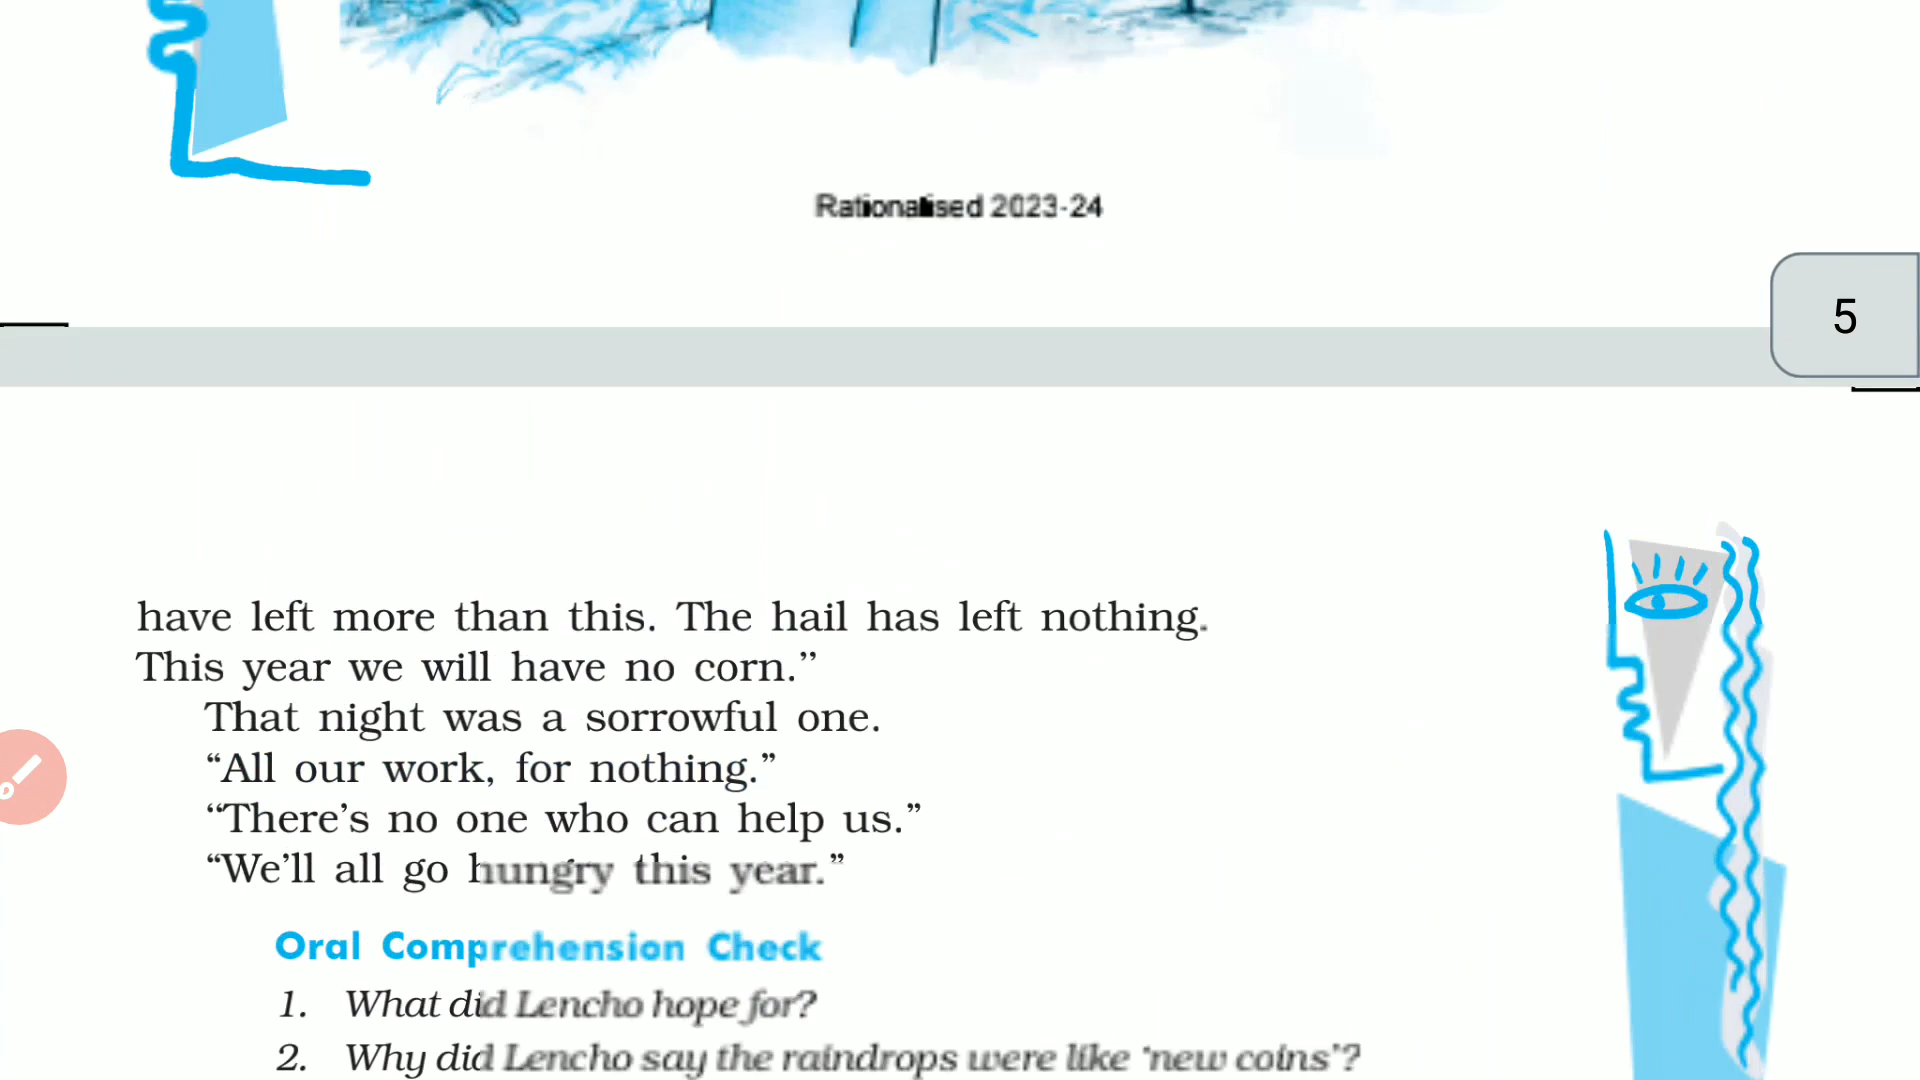 Rationalised 2023-24
5
have left more than this. The hail has left nothing.
This year we will have no corn.”
That night was a sorrowful one.
“All our work, for nothing.”
“There’s no one who can help us.”
“We’ll all go hungry this year.”
Oral Comprehension Check
1. What did Lencho hope for?
2. Why did Lencho say the raindrops were like ‘new coins’?